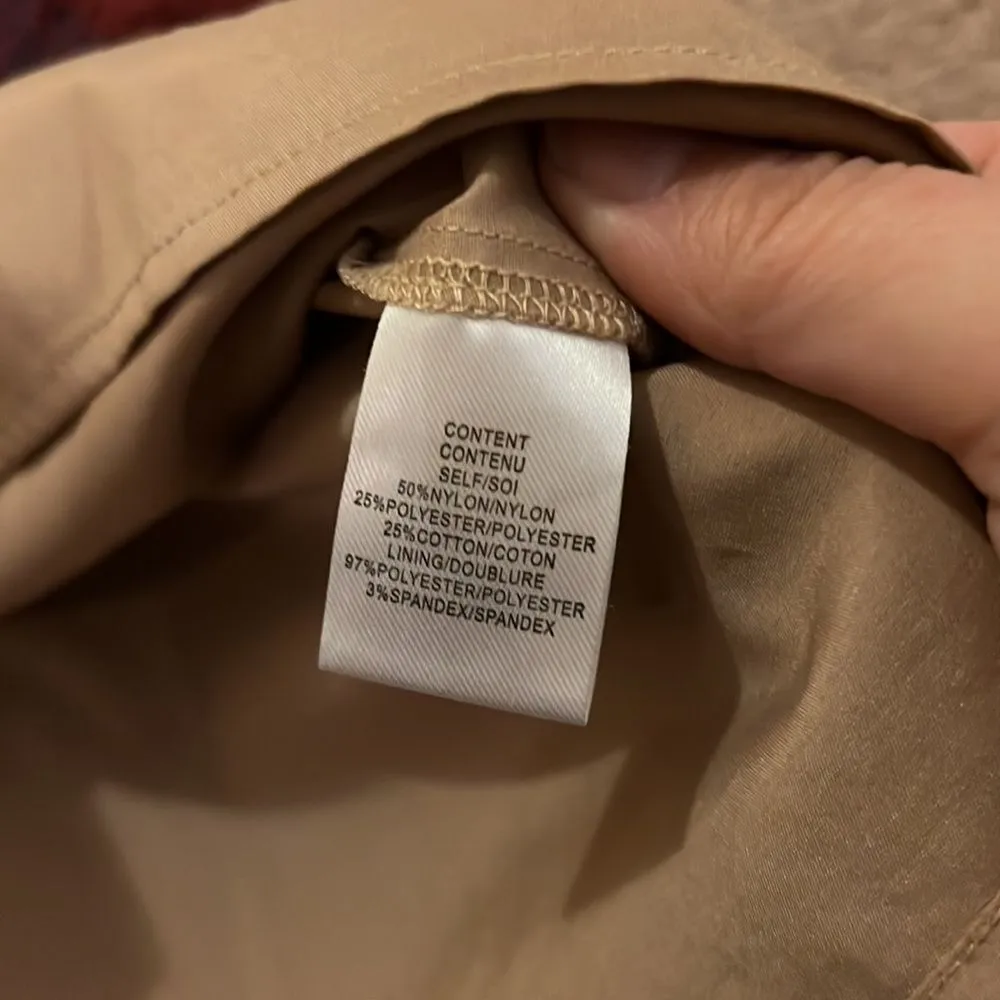 CONTENT
CONTENU
SELF/SOI
50%NYLON/NYLON
25%POLYESTER/POLYESTER
25%COTTON/COTON
LINING/DOUBLURE
97%POLYESTER/POLYESTER
3%SPANDEX/SPANDEX